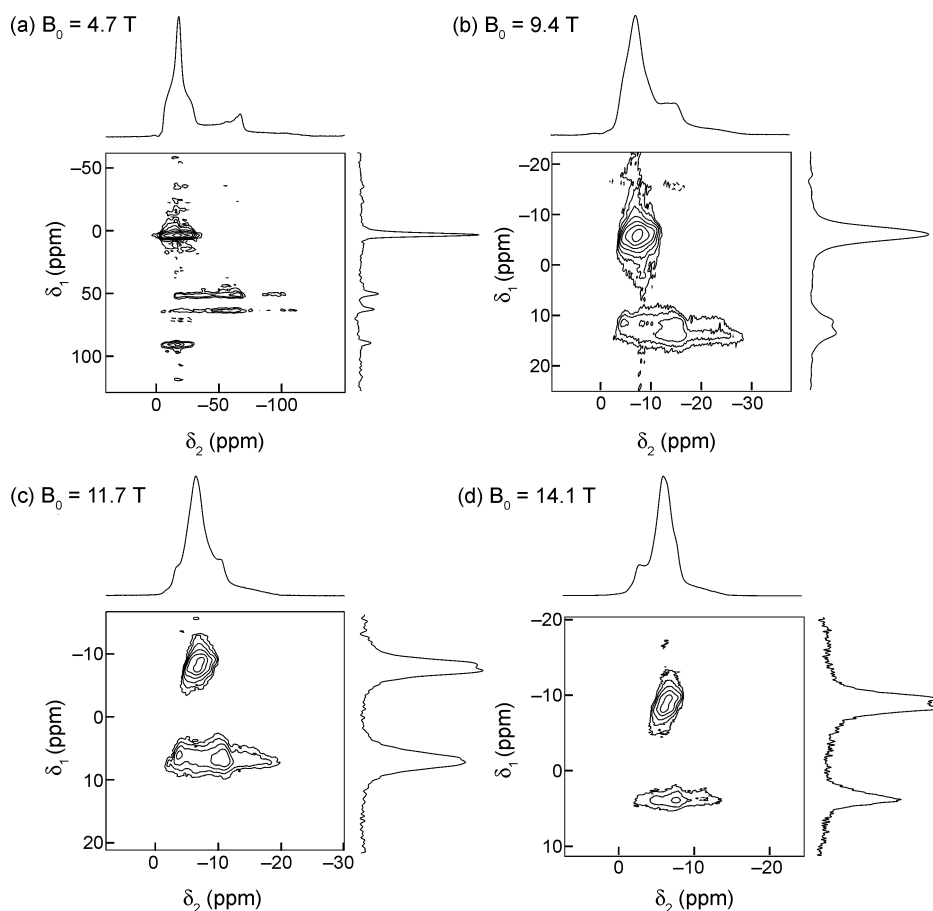 (a) B₀ = 4.7 T
–50
0
50
100
δ₁ (ppm)
0 –50 –100
δ₂ (ppm)
(b) B₀ = 9.4 T
–20
–10
0
10
20
δ₁ (ppm)
0 –10 –20 –30
δ₂ (ppm)
(c) B₀ = 11.7 T
–10
0
10
20
δ₁ (ppm)
0 –10 –20 –30
δ₂ (ppm)
(d) B₀ = 14.1 T
–20
–10
0
10
δ₁ (ppm)
0 –10 –20
δ₂ (ppm)